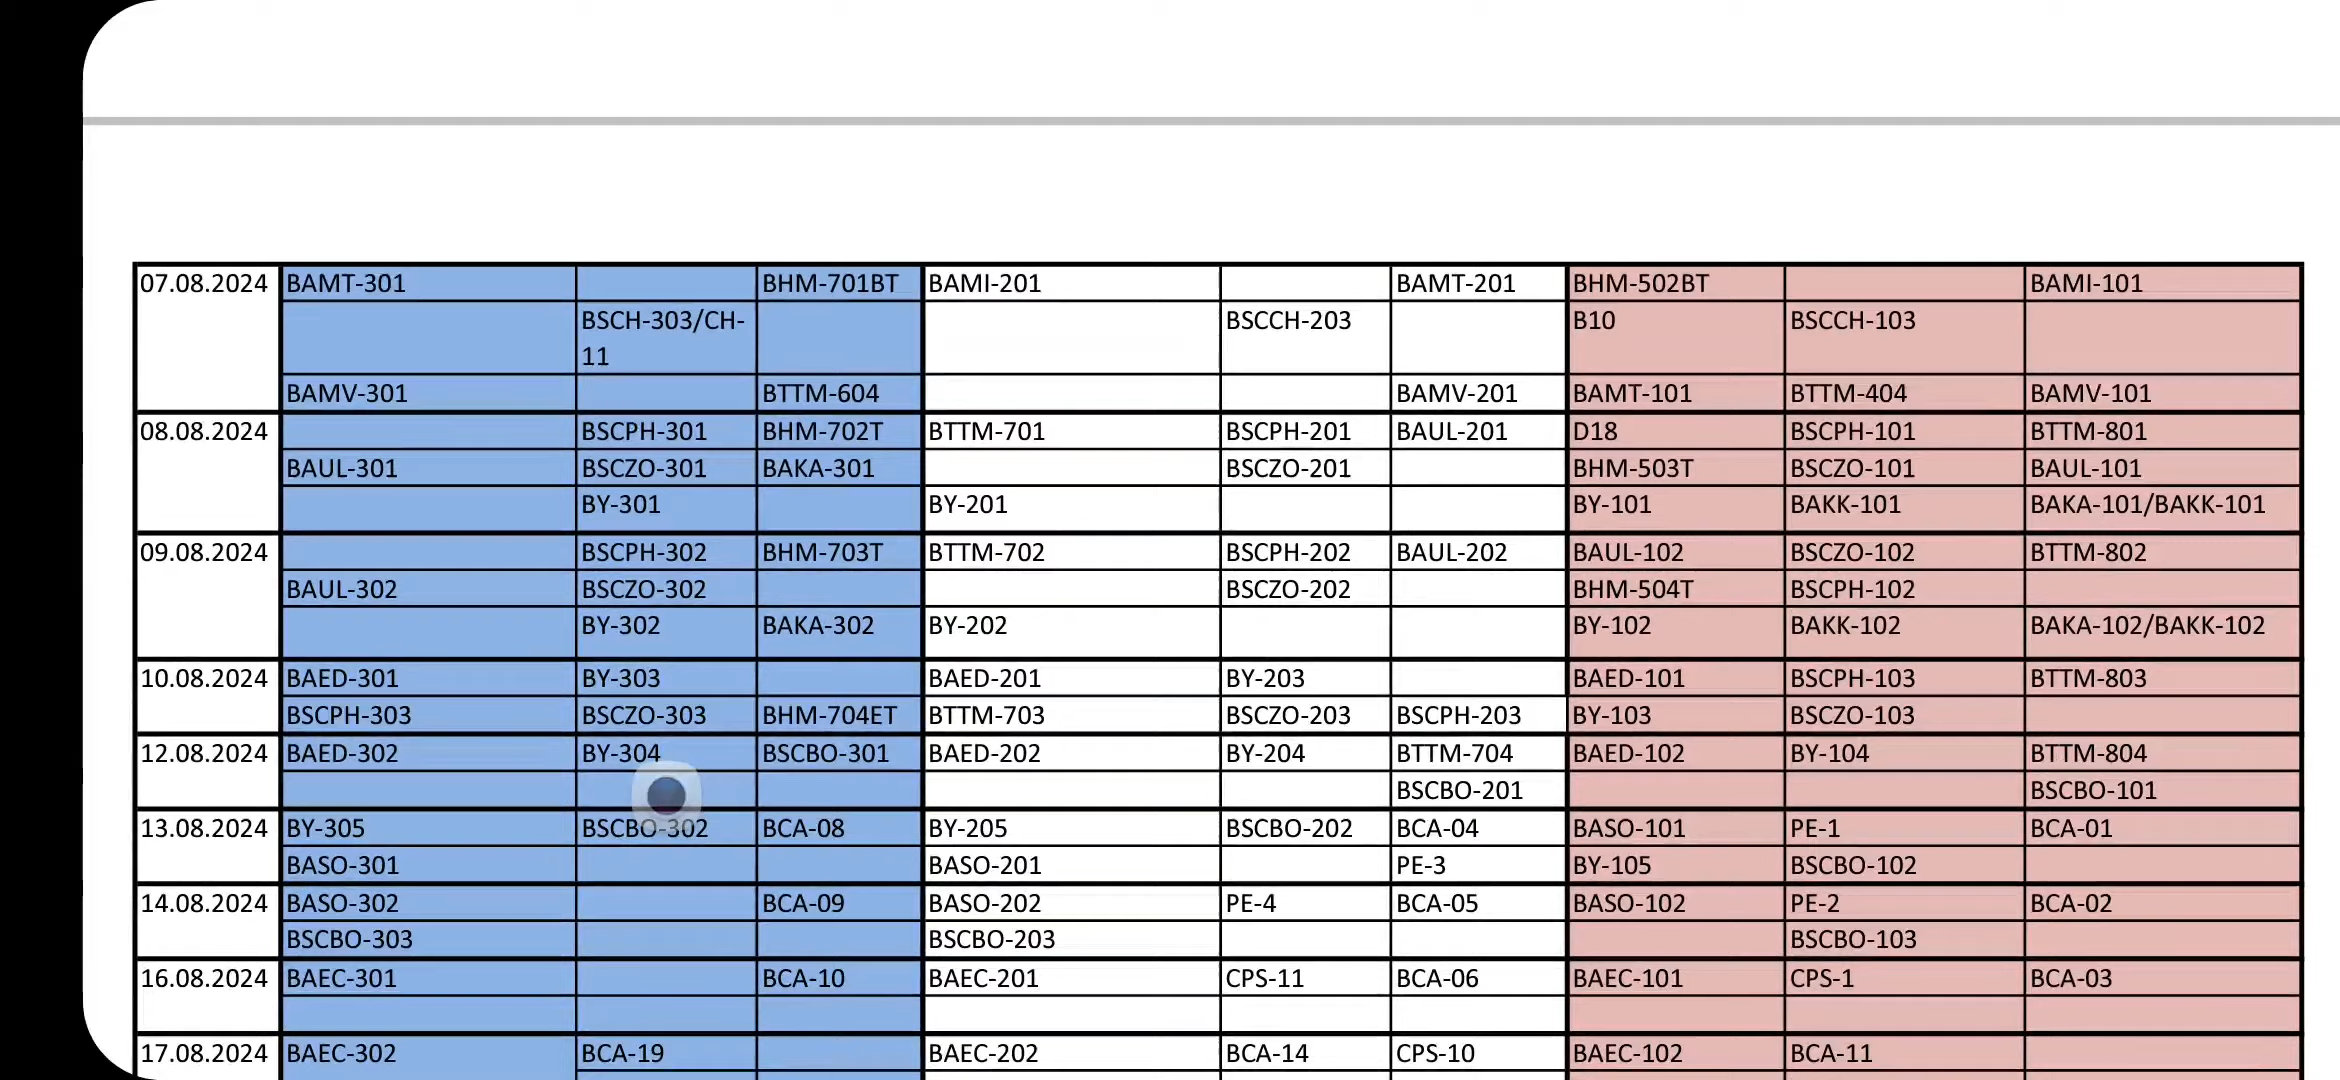 07.08.2024 BAMT-301 BHM-701BT BAMI-201 BAMT-201 BHM-502BT BAMI-101
BSCH-303/CH- BSCCH-203 B10 BSCCH-103
11
BAMV-301 BTTM-604 BAMV-201 BAMT-101 BTTM-404 BAMV-101
08.08.2024 BSCPH-301 BHM-702T BTTM-701 BSCPH-201 BAUL-201 D18 BSCPH-101 BTTM-801
BAUL-301 BSCZO-301 BAKA-301 BSCZO-201 BHM-503T BSCZO-101 BAUL-101
BY-301 BY-201 BY-101 BAKK-101 BAKA-101/BAKK-101
09.08.2024 BSCPH-302 BHM-703T BTTM-702 BSCPH-202 BAUL-202 BAUL-102 BSCZO-102 BTTM-802
BAUL-302 BSCZO-302 BSCZO-202 BHM-504T BSCPH-102
BY-302 BAKA-302 BY-202 BY-102 BAKK-102 BAKA-102/BAKK-102
10.08.2024 BAED-301 BY-303 BAED-201 BY-203 BAED-101 BSCPH-103 BTTM-803
BSCPH-303 BSCZO-303 BHM-704ET BTTM-703 BSCZO-203 BSCPH-203 BY-103 BSCZO-103
12.08.2024 BAED-302 BY-304 BSCBO-301 BAED-202 BY-204 BTTM-704 BAED-102 BY-104 BTTM-804
BSCBO-201 BSCBO-101
13.08.2024 BY-305 BSCBO-302 BCA-08 BY-205 BSCBO-202 BCA-04 BASO-101 PE-1 BCA-01
BASO-301 BASO-201 PE-3 BY-105 BSCBO-102
14.08.2024 BASO-302 BCA-09 BASO-202 PE-4 BCA-05 BASO-102 PE-2 BCA-02
BSCBO-303 BSCBO-203 BSCBO-103
16.08.2024 BAEC-301 BCA-10 BAEC-201 CPS-11 BCA-06 BAEC-101 CPS-1 BCA-03
17.08.2024 BAEC-302 BCA-19 BAEC-202 BCA-14 CPS-10 BAEC-102 BCA-11